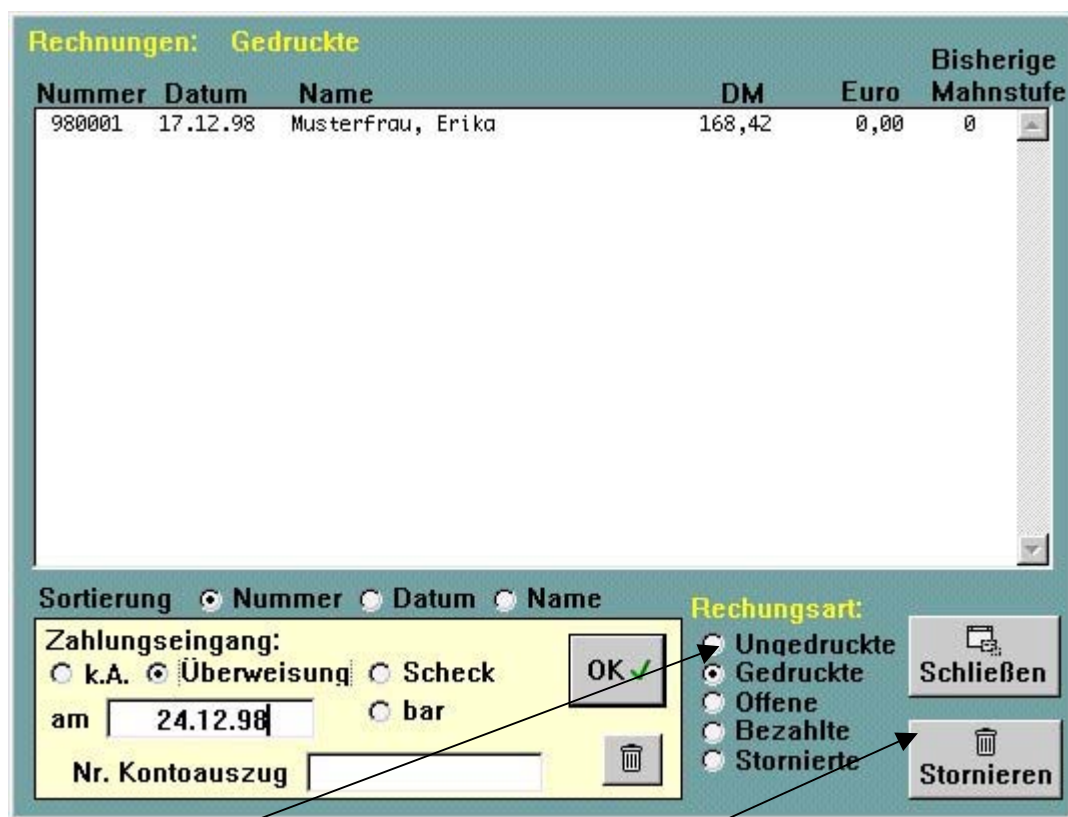 Rechnungen: Gedruckte
Bisherige
Nummer Datum Name DM Euro Mahnstufe
980001 17.12.98 Musterfrau, Erika 168,42 0,00 0
Sortierung Nummer Datum Name
Zahlungseingang:
k.A. Überweisung Scheck
am 24.12.98 bar
Nr. Kontoauszug
OK
Rechungsart:
Ungedruckte
Gedruckte
Offene
Bezahlte
Stornierte
Schließen
Stornieren